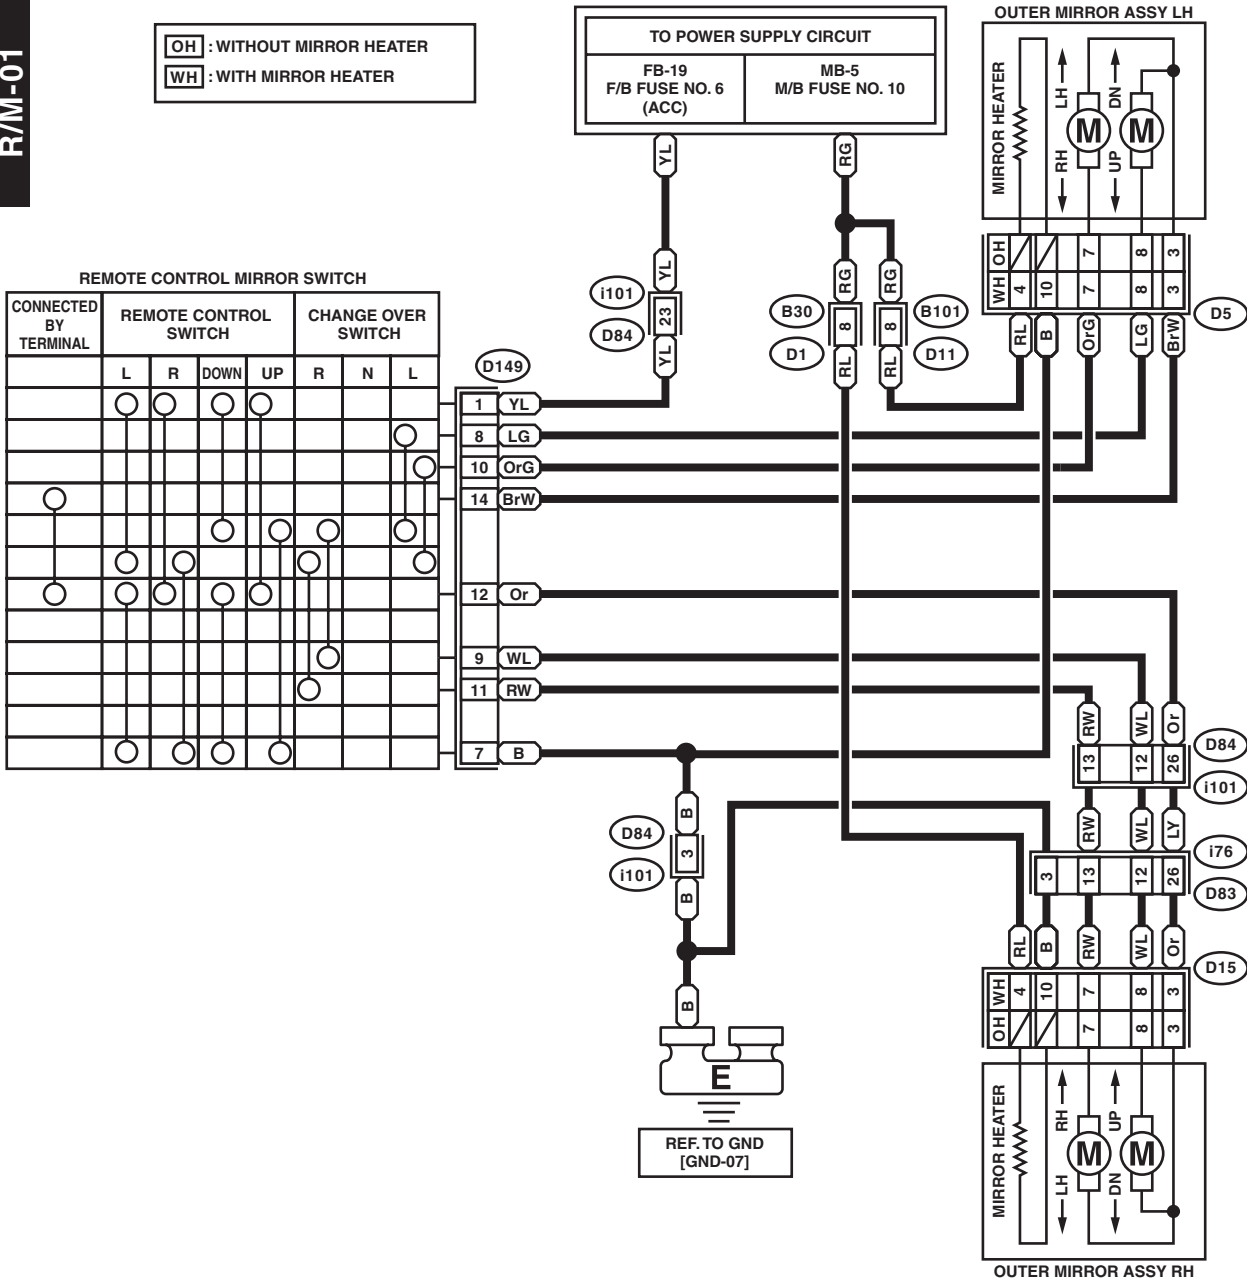 R/M-01
OH : WITHOUT MIRROR HEATER
WH : WITH MIRROR HEATER
TO POWER SUPPLY CIRCUIT
FB-19
F/B FUSE NO. 6
(ACC)
MB-5
M/B FUSE NO. 10
OUTER MIRROR ASSY LH
MIRROR HEATER
LH
RH
M
DN
UP
M
YL
RG
OH 7 8 3
WH 4 10 7 8 3
D5
RL B OrG LG BrW
YL
i101
23
D84
YL
RG RG
B30
8
D1
B101
8
D11
RL RL
REMOTE CONTROL MIRROR SWITCH
CONNECTED
BY
TERMINAL
REMOTE CONTROL
SWITCH
CHANGE OVER
SWITCH
L R DOWN UP R N L
D149
1 YL
8 LG
10 OrG
14 BrW
12 Or
9 WL
11 RW
7 B
RW WL Or
13 12 26
D84
i101
RW WL LY
i76
3 13 12 26
D83
B
D84
3
i101
B
B
E
REF. TO GND
[GND-07]
RL B RW WL Or
D15
WH 4 10 7 8 3
OH 7 8 3
MIRROR HEATER
RH
LH
M
UP
DN
M
OUTER MIRROR ASSY RH